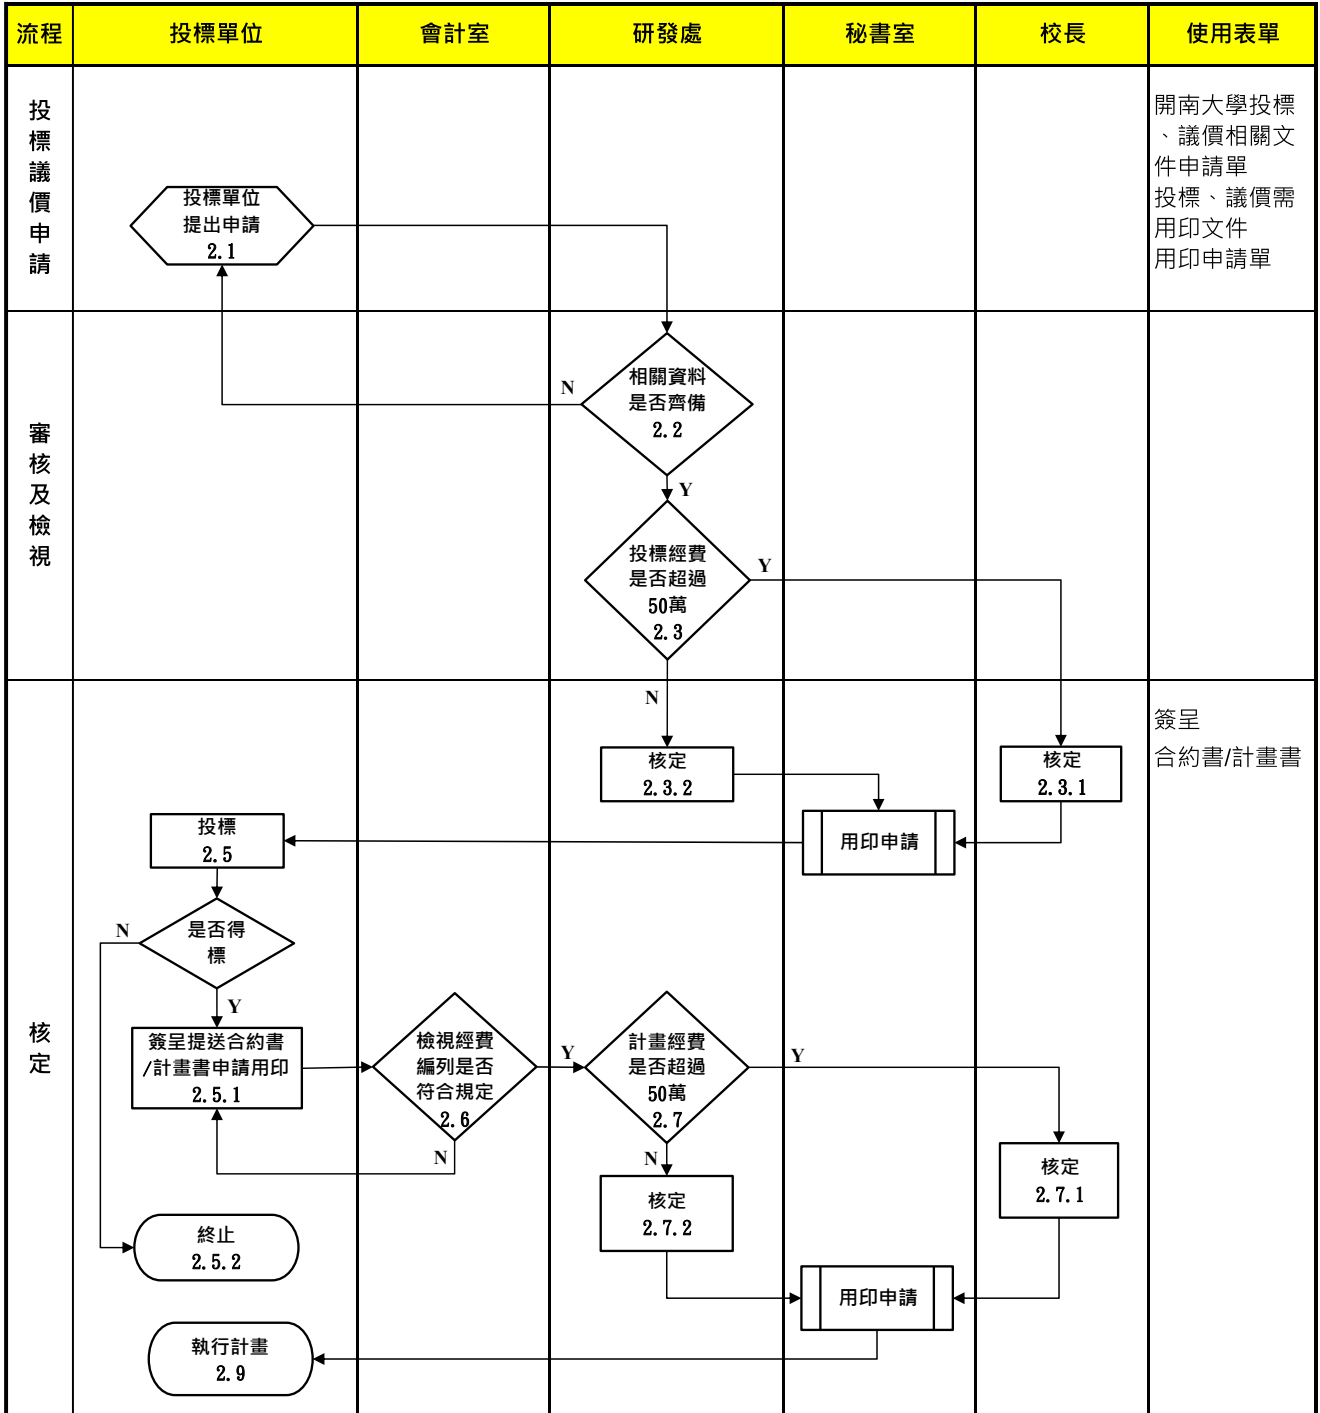 流程 投標單位 會計室 研發處 秘書室 校長 使用表單
投標議價申請
開南大學投標
、議價相關文
件申請單
投標、議價需
用印文件
用印申請單
投標單位
提出申請
2.1
審核及檢視
相關資料
是否齊備
2.2
N
Y
投標經費
是否超過
50萬
2.3
Y
N
核定
簽呈
合約書/計畫書
核定
2.3.2
核定
2.3.1
用印申請
投標
2.5
是否得
標
N
Y
簽呈提送合約書
/計畫書申請用印
2.5.1
檢視經費
編列是否
符合規定
2.6
Y
N
計畫經費
是否超過
50萬
2.7
Y
N
核定
2.7.2
核定
2.7.1
終止
2.5.2
用印申請
執行計畫
2.9